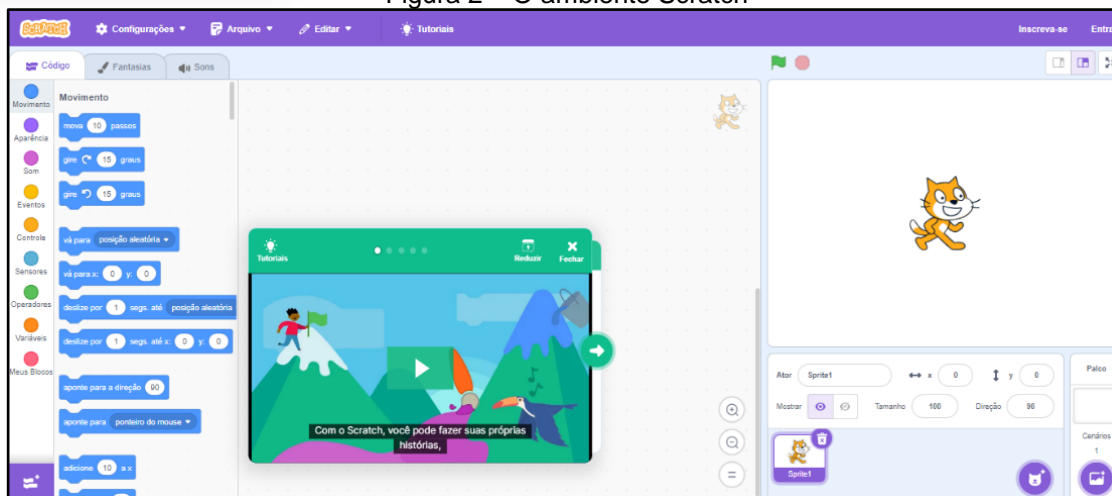 Figura 2 – O ambiente Scratch
SCRATCH Configurações Arquivo Editar Tutoriais Inscreva-se
Código Fantasias Sons
Movimento
Aparência
Som
Eventos
Controle
Sensores
Operadores
Variáveis
Meus Blocos
Movimento
mova 10 passos
gire 15 graus
gire 15 graus
vá para posição aleatória
vá para x: 0 y: 0
deslize por 1 segs. até posição aleatória
deslize por 1 segs. até x: 0 y: 0
aponte para a direção 90
aponte para ponteiro do mouse
adicione 10 a x
Tutoriais Reduzir Fechar
Com o Scratch, você pode fazer suas próprias
histórias,
Ator Sprite1 x 0 y 0
Mostrar Tamanho 100 Direção 90
Sprite1
Palco
Cenários
1